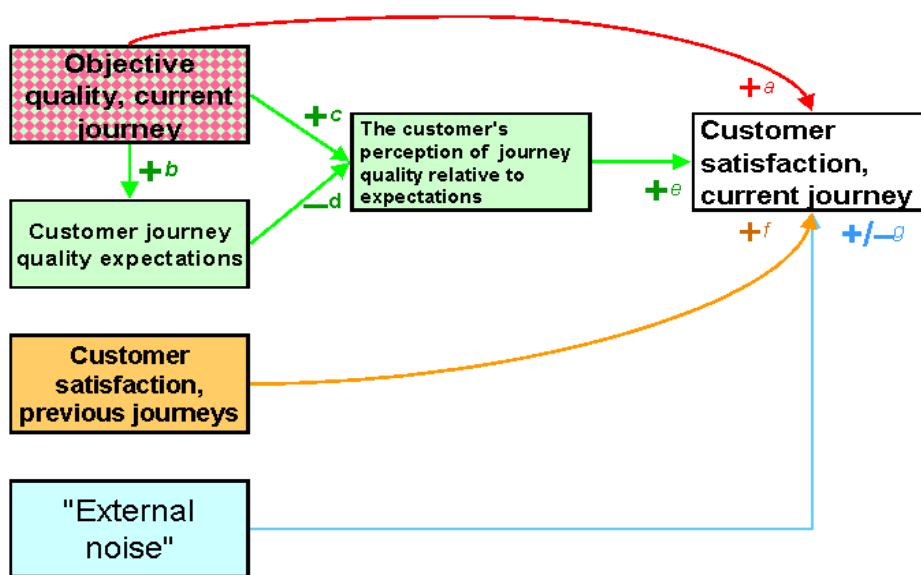 Objective
quality, current
journey
+a
+c
The customer's
perception of journey
quality relative to
expectations
Customer
satisfaction,
current journey
+b
–d
+e
Customer journey
quality expectations
+f
+/–g
Customer
satisfaction,
previous journeys
"External
noise"